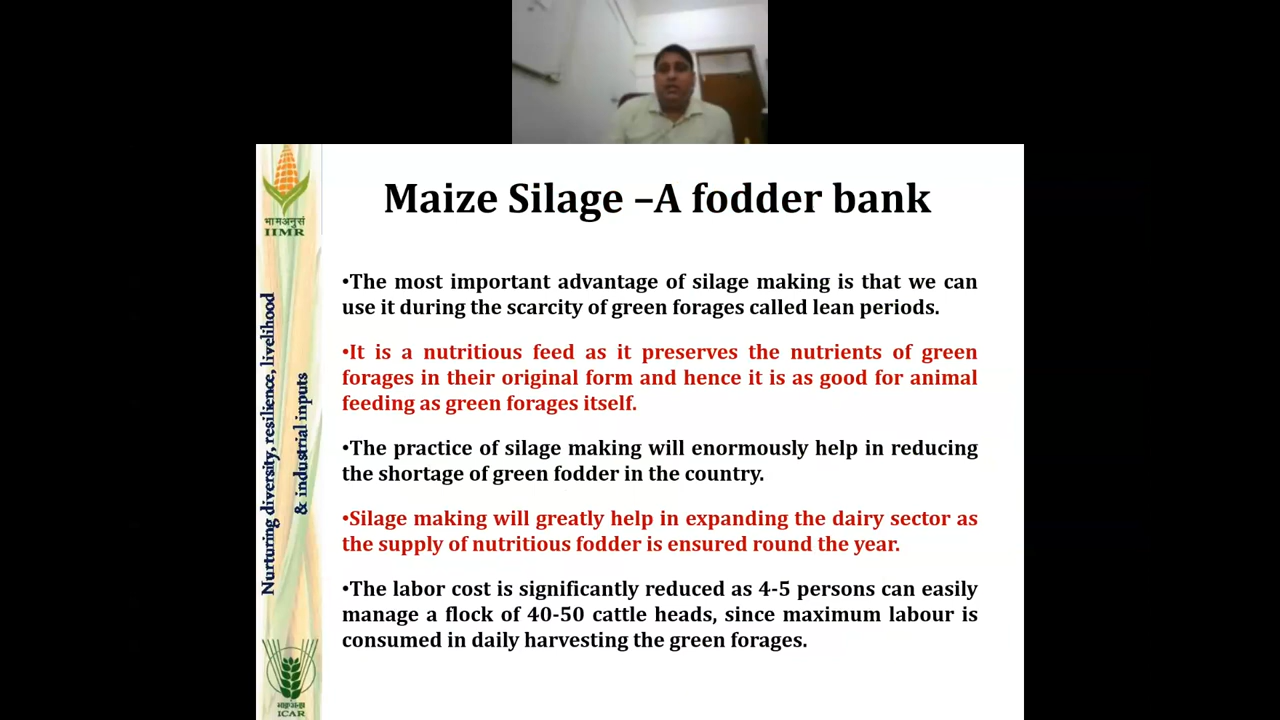 Maize Silage –A fodder bank
•The most important advantage of silage making is that we can
use it during the scarcity of green forages called lean periods.
•It is a nutritious feed as it preserves the nutrients of green
forages in their original form and hence it is as good for animal
feeding as green forages itself.
•The practice of silage making will enormously help in reducing
the shortage of green fodder in the country.
•Silage making will greatly help in expanding the dairy sector as
the supply of nutritious fodder is ensured round the year.
•The labor cost is significantly reduced as 4-5 persons can easily
manage a flock of 40-50 cattle heads, since maximum labour is
consumed in daily harvesting the green forages.
भामअनुसं
IIMR
Nurturing diversity, resilience, livelihood
& industrial inputs
भाकृअनुप
ICAR